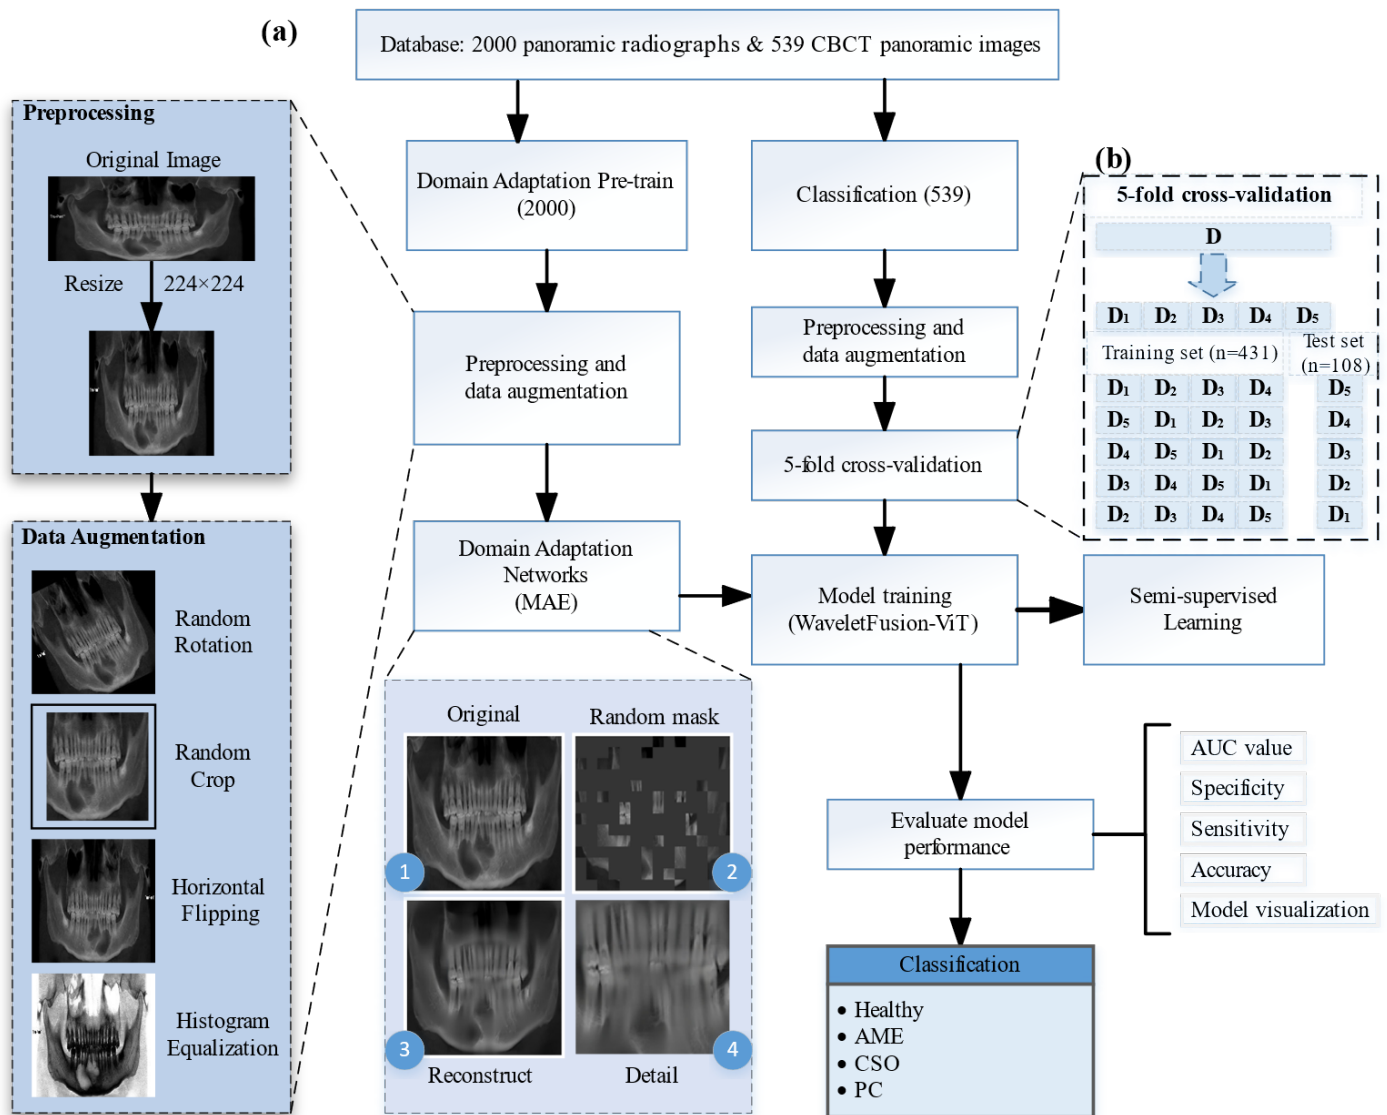 (a)
Database: 2000 panoramic radiographs & 539 CBCT panoramic images
Preprocessing
Original Image
Resize 224×224
Data Augmentation
Random
Rotation
Random
Crop
Horizontal
Flipping
Histogram
Equalization
Domain Adaptation Pre-train
(2000)
Preprocessing and
data augmentation
Domain Adaptation
Networks
(MAE)
Original
Random mask
1
2
3
4
Reconstruct
Detail
Classification (539)
Preprocessing and
data augmentation
5-fold cross-validation
Model training
(WaveletFusion-ViT)
Semi-supervised
Learning
(b)
5-fold cross-validation
D
D1 D2 D3 D4 D5
Training set (n=431)
Test set
(n=108)
D1 D2 D3 D4 D5
D5 D1 D2 D3 D4
D4 D5 D1 D2 D3
D3 D4 D5 D1 D2
D2 D3 D4 D5 D1
Evaluate model
performance
AUC value
Specificity
Sensitivity
Accuracy
Model visualization
Classification
• Healthy
• AME
• CSO
• PC